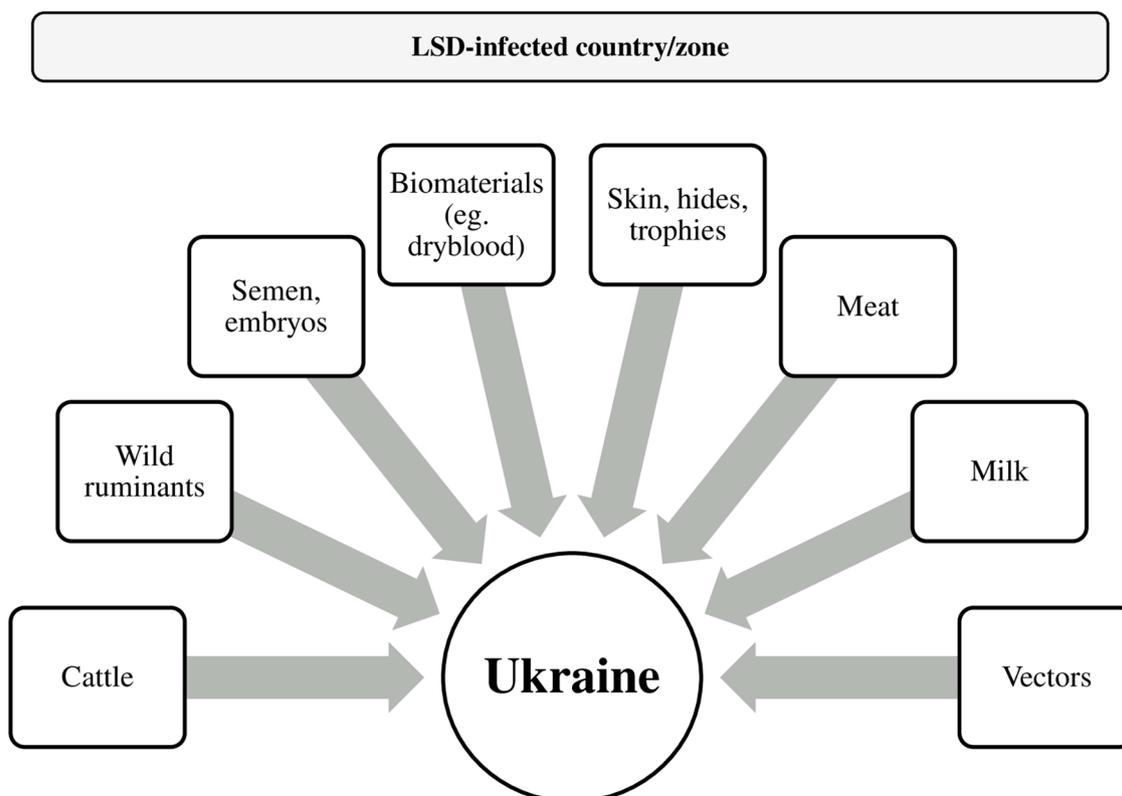 LSD-infected country/zone
Biomaterials
(eg.
dryblood)
Skin, hides,
trophies
Semen,
embryos
Meat
Wild
ruminants
Milk
Cattle
Ukraine
Vectors